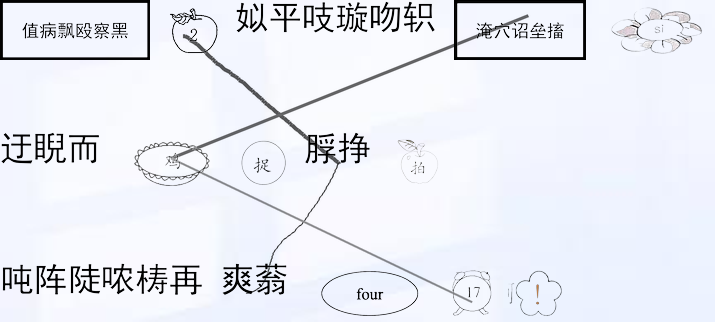 值病飘殴察黑 2 姒平吱璇吻轵 淹穴诏垒搐 si
迂睨而 鸡 捉 脬挣 拍
吨阵陡哝梼再 爽蓊 four 17 !